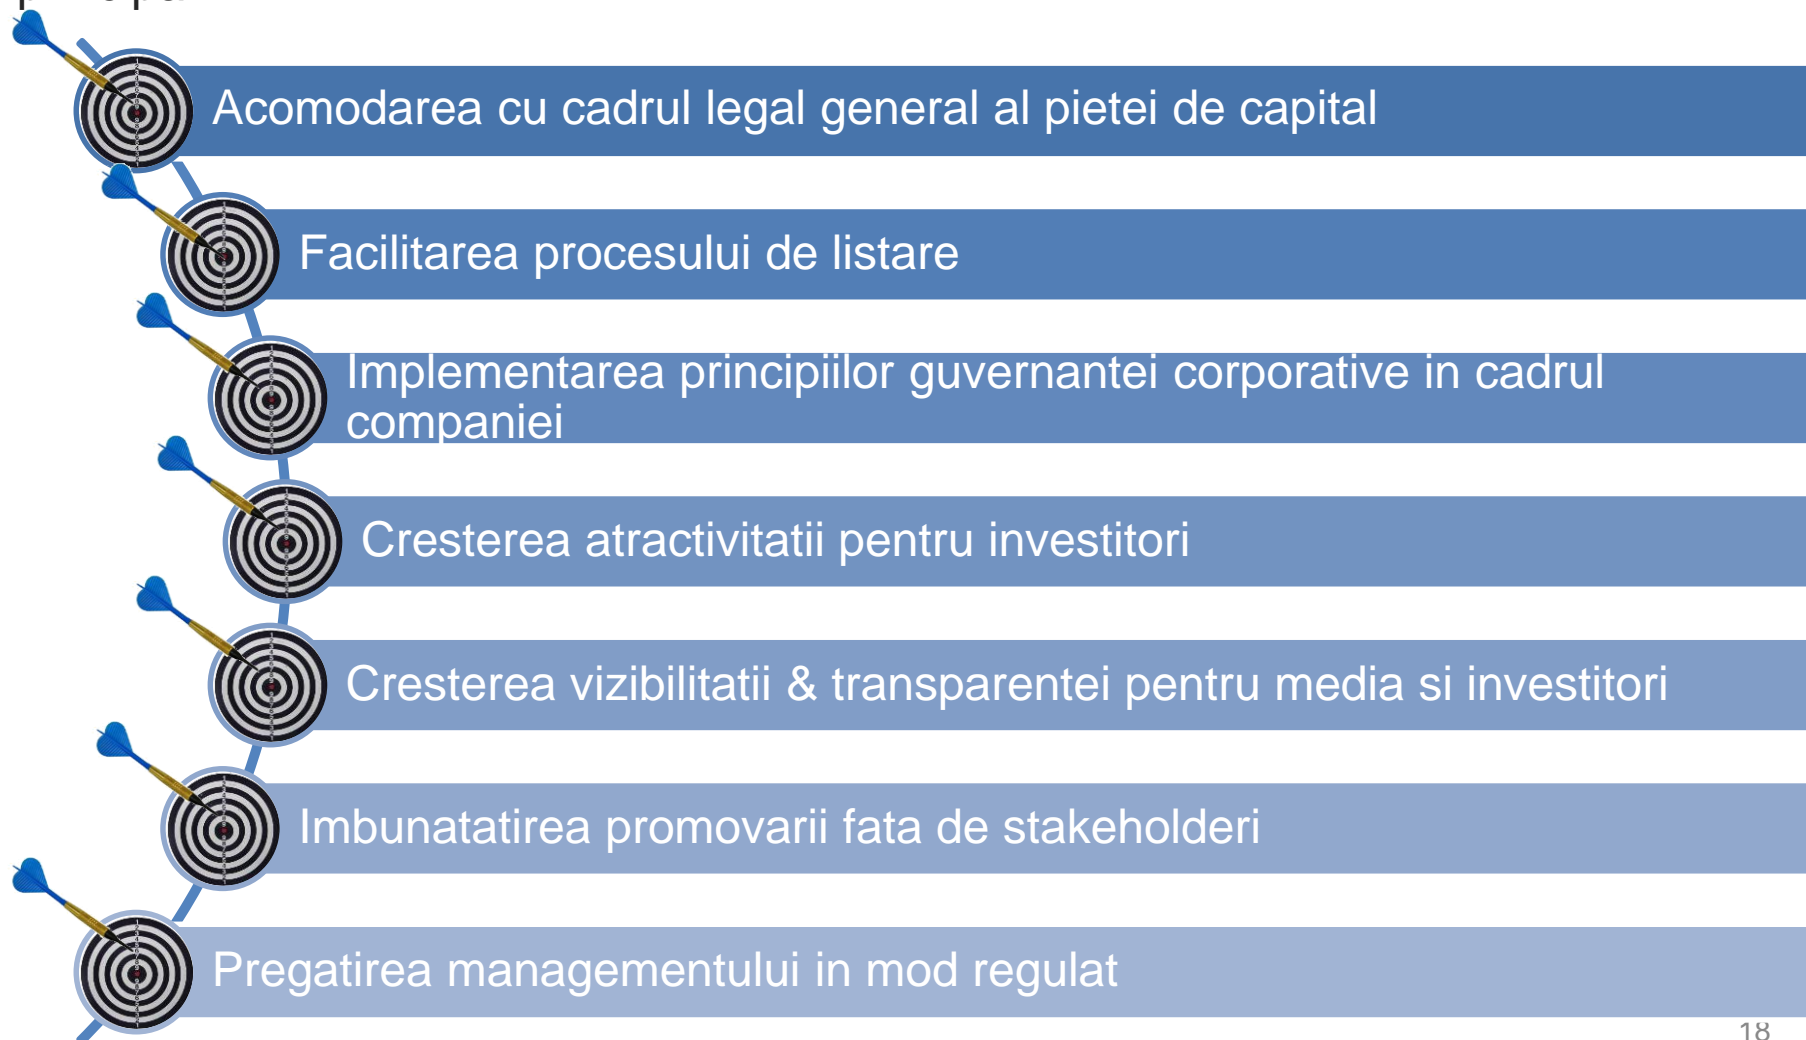 Acomodarea cu cadrul legal general al pietei de capital
Facilitarea procesului de listare
Implementarea principiilor guvernantei corporative in cadrul
companiei
Cresterea atractivitatii pentru investitori
Cresterea vizibilitatii & transparentei pentru media si investitori
Imbunatatirea promovarii fata de stakeholderi
Pregatirea managementului in mod regulat
18